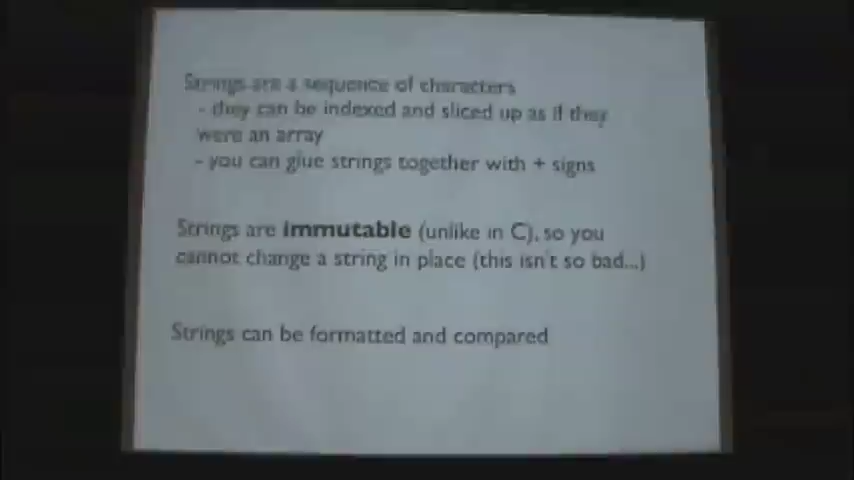 Strings are a sequence of characters
- they can be indexed and sliced up as if they
were an array
- you can glue strings together with + signs
Strings are immutable (unlike in C), so you
cannot change a string in place (this isn't so bad...)
Strings can be formatted and compared